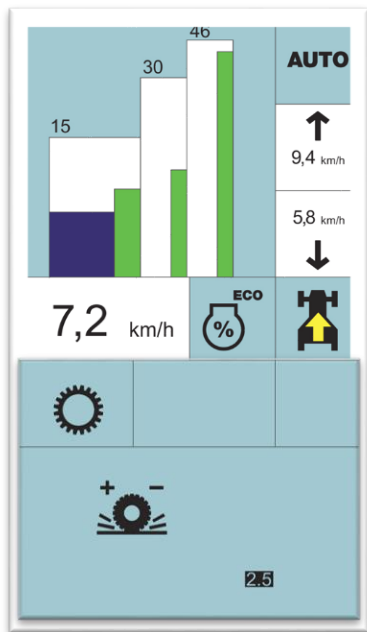 46
AUTO
30
15
9,4 km/h
5,8 km/h
7,2 km/h
ECO
%
+ −
2.5